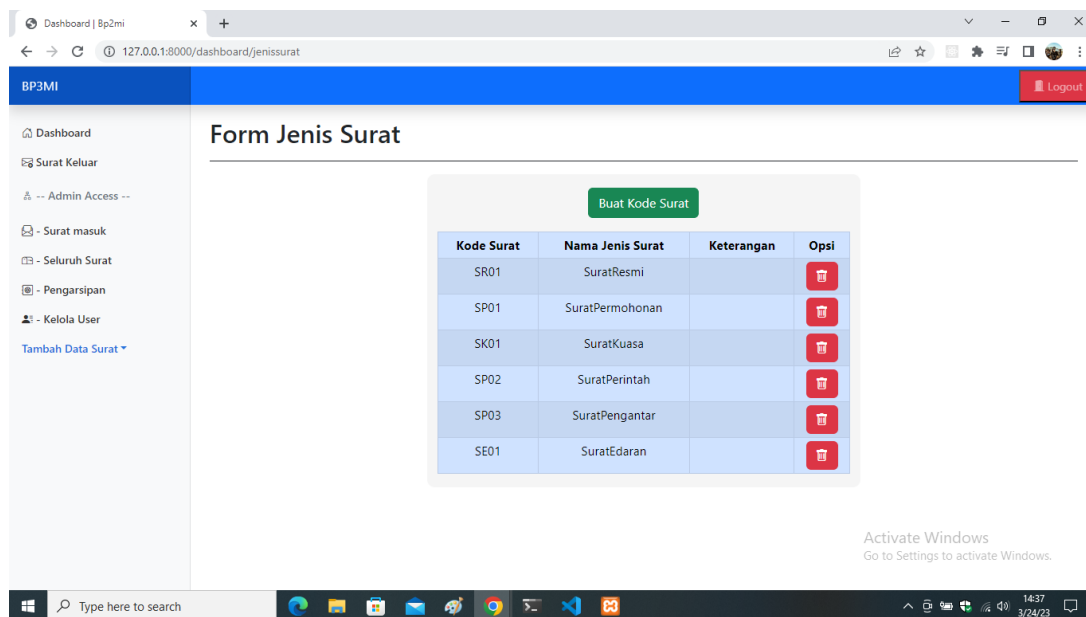 Dashboard | Bp2mi
127.0.0.1:8000/dashboard/jenissurat
BP3MI
Logout
Dashboard
Surat Keluar
-- Admin Access --
- Surat masuk
- Seluruh Surat
- Pengarsipan
- Kelola User
Tambah Data Surat
Form Jenis Surat
Buat Kode Surat
Kode Surat Nama Jenis Surat Keterangan Opsi
SR01 SuratResmi
SP01 SuratPermohonan
SK01 SuratKuasa
SP02 SuratPerintah
SP03 SuratPengantar
SE01 SuratEdaran
Activate Windows
Go to Settings to activate Windows.
Type here to search
14:37
3/24/23